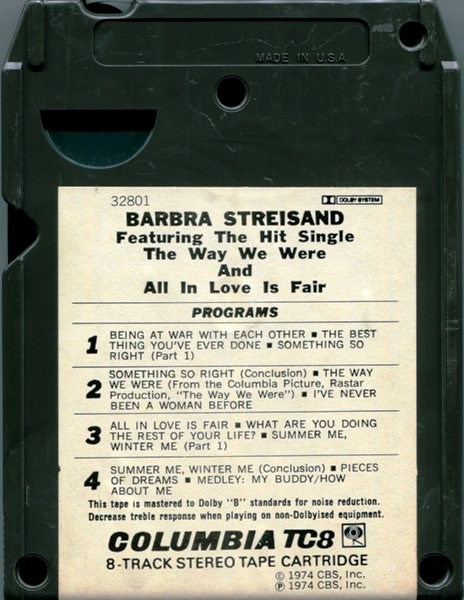 MADE IN U.S.A.
32801 DOLBY SYSTEM
BARBRA STREISAND
Featuring The Hit Single
The Way We Were
And
All In Love Is Fair
PROGRAMS
1 BEING AT WAR WITH EACH OTHER ■ THE BEST
THING YOU'VE EVER DONE ■ SOMETHING SO
RIGHT (Part 1)
2 SOMETHING SO RIGHT (Conclusion) ■ THE WAY
WE WERE (From the Columbia Picture, Rastar
Production, "The Way We Were") ■ I'VE NEVER
BEEN A WOMAN BEFORE
3 ALL IN LOVE IS FAIR ■ WHAT ARE YOU DOING
THE REST OF YOUR LIFE? ■ SUMMER ME,
WINTER ME (Part 1)
4 SUMMER ME, WINTER ME (Conclusion) ■ PIECES
OF DREAMS ■ MEDLEY: MY BUDDY/HOW
ABOUT ME
This tape is mastered to Dolby "B" standards for noise reduction.
Decrease treble response when playing on non-Dolbyised equipment.
COLUMBIA TC8
8-TRACK STEREO TAPE CARTRIDGE
© 1974 CBS, Inc.
℗ 1974 CBS, Inc.